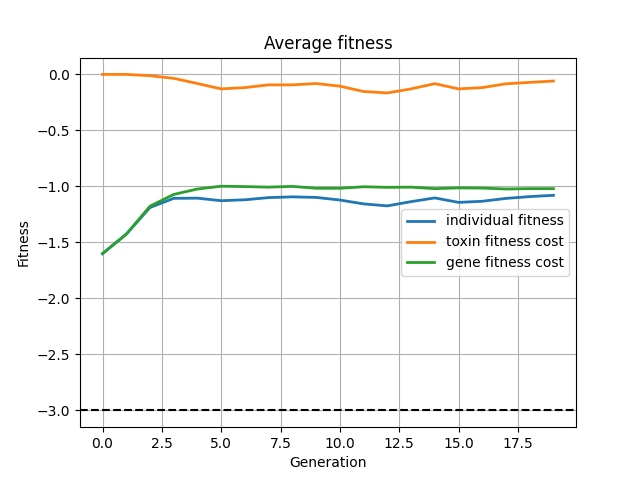 Average fitness
Fitness
0.0
−0.5
−1.0
−1.5
−2.0
−2.5
−3.0
individual fitness
toxin fitness cost
gene fitness cost
0.0 2.5 5.0 7.5 10.0 12.5 15.0 17.5
Generation